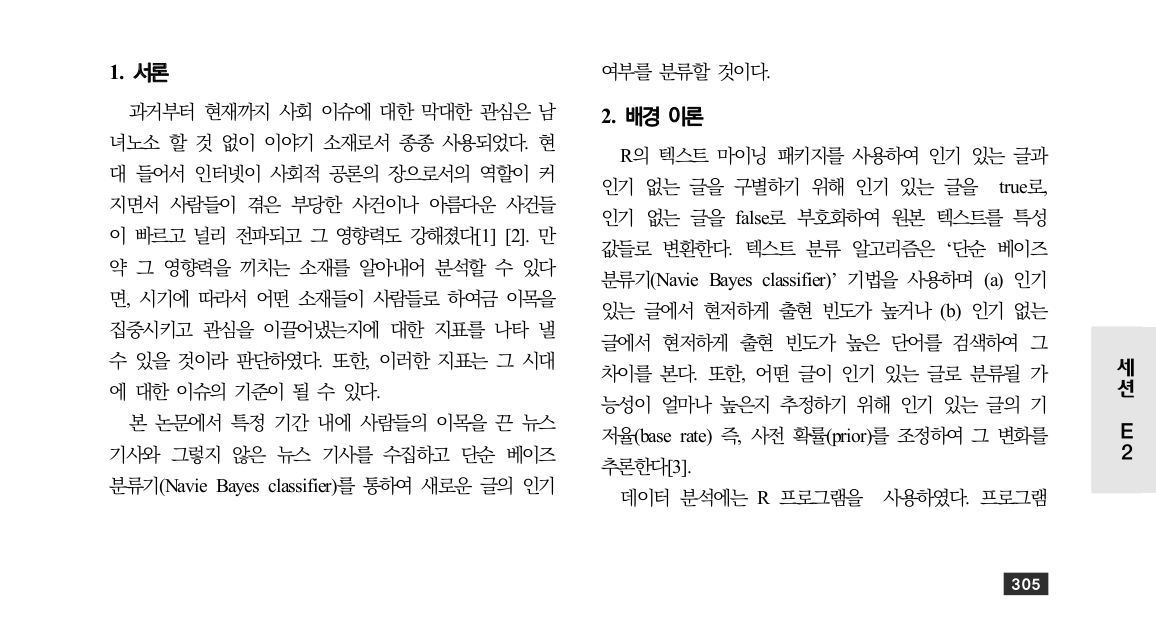 1. 서론
과거부터 현재까지 사회 이슈에 대한 막대한 관심은 남
녀노소 할 것 없이 이야기 소재로서 종종 사용되었다. 현
대 들어서 인터넷이 사회적 공론의 장으로서의 역할이 커
지면서 사람들이 겪은 부당한 사건이나 아름다운 사건들
이 빠르고 널리 전파되고 그 영향력도 강해졌다[1] [2]. 만
약 그 영향력을 끼치는 소재를 알아내어 분석할 수 있다
면, 시기에 따라서 어떤 소재들이 사람들로 하여금 이목을
집중시키고 관심을 이끌어냈는지에 대한 지표를 나타 낼
수 있을 것이라 판단하였다. 또한, 이러한 지표는 그 시대
에 대한 이슈의 기준이 될 수 있다.
본 논문에서 특정 기간 내에 사람들의 이목을 끈 뉴스
기사와 그렇지 않은 뉴스 기사를 수집하고 단순 베이즈
분류기(Navie Bayes classifier)를 통하여 새로운 글의 인기
여부를 분류할 것이다.
2. 배경 이론
R의 텍스트 마이닝 패키지를 사용하여 인기 있는 글과
인기 없는 글을 구별하기 위해 인기 있는 글을 true로,
인기 없는 글을 false로 부호화하여 원본 텍스트를 특성
값들로 변환한다. 텍스트 분류 알고리즘은 ‘단순 베이즈
분류기(Navie Bayes classifier)’ 기법을 사용하며 (a) 인기
있는 글에서 현저하게 출현 빈도가 높거나 (b) 인기 없는
글에서 현저하게 출현 빈도가 높은 단어를 검색하여 그
차이를 본다. 또한, 어떤 글이 인기 있는 글로 분류될 가
능성이 얼마나 높은지 추정하기 위해 인기 있는 글의 기
저율(base rate) 즉, 사전 확률(prior)를 조정하여 그 변화를
추론한다[3].
데이터 분석에는 R 프로그램을 사용하였다. 프로그램
세션 E2
305